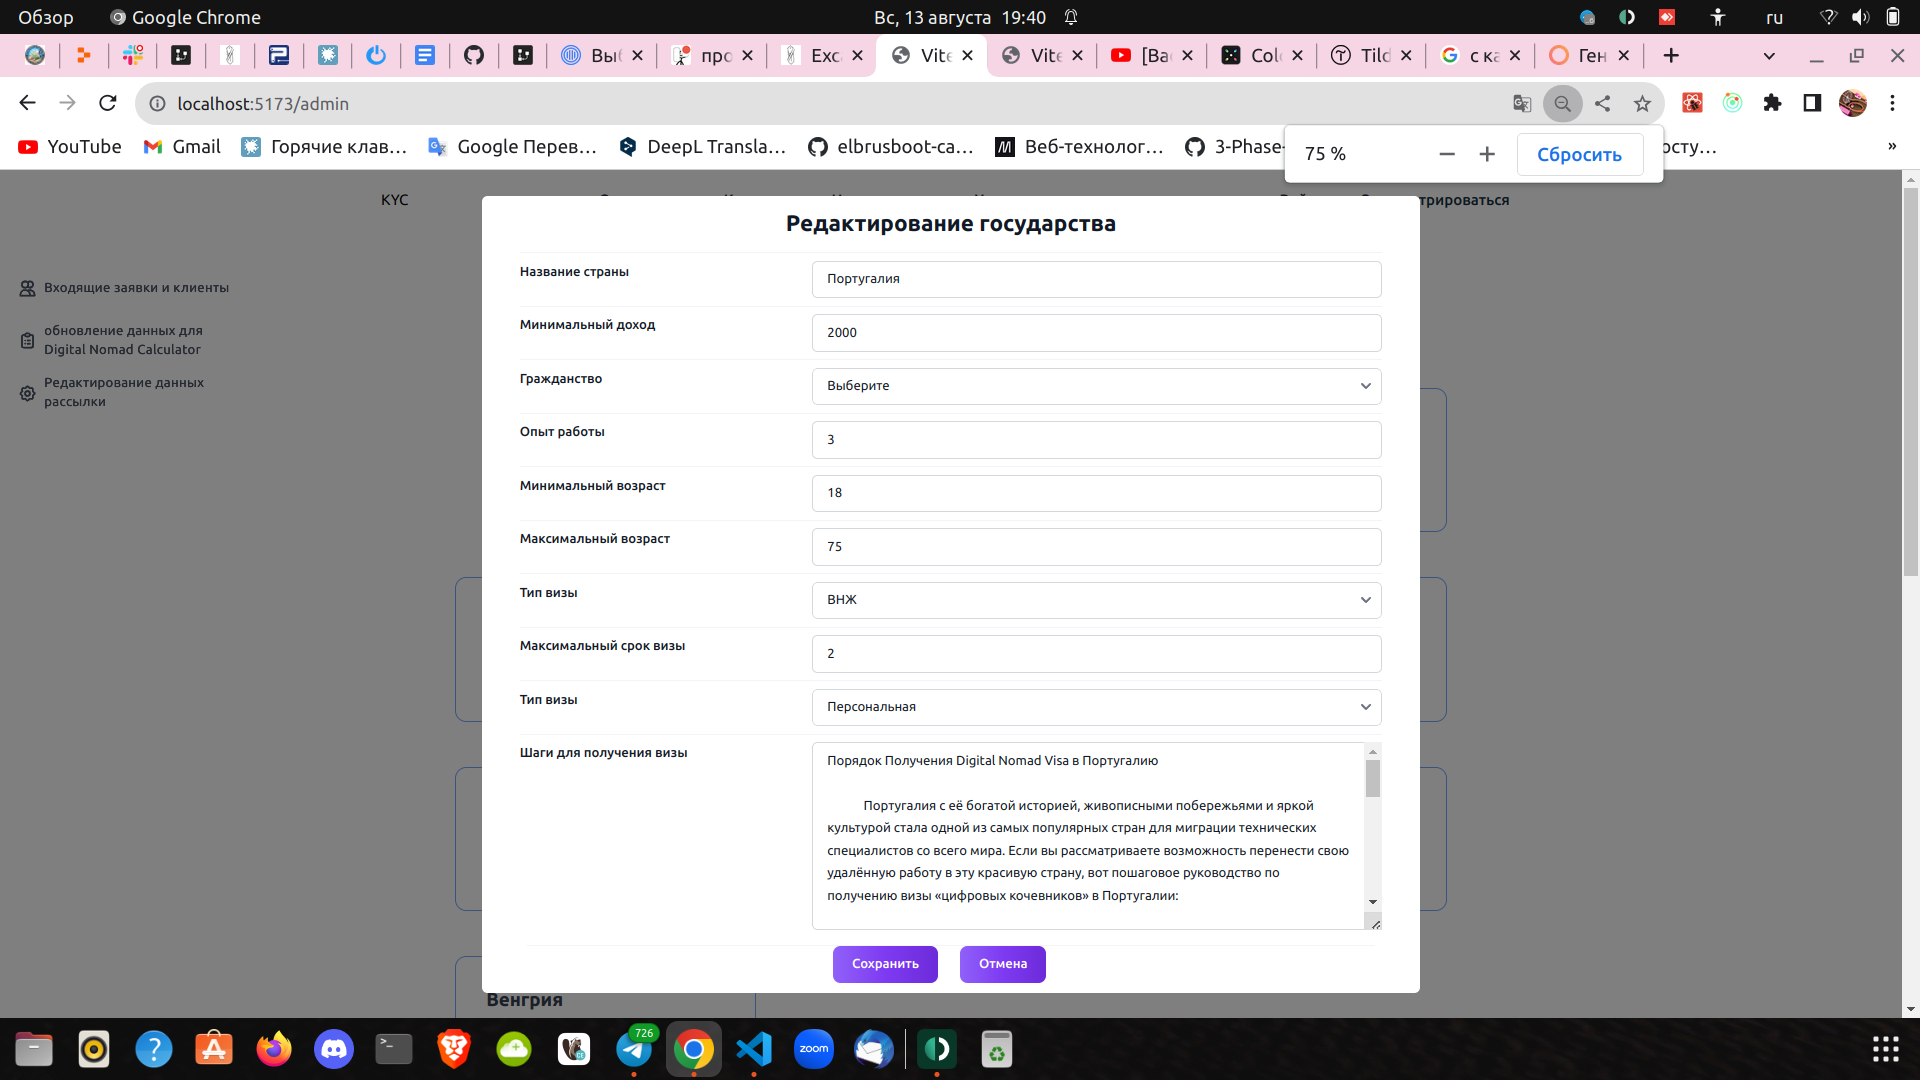 Обзор
Google Chrome
Вс, 13 августа 19:40
ru
Выб
про
Exc
Vite
Vite
[Bac
Colo
Tild
с ка
Ген
localhost:5173/admin
YouTube
Gmail
Горячие клав...
Google Перев...
DeepL Transla...
elbrusboot-ca...
Веб-технолог...
3-Phase-
осту...
»
75 %
Сбросить
KYC
трироваться
Входящие заявки и клиенты
обновление данных для
Digital Nomad Calculator
Редактирование данных
рассылки
Редактирование государства
Название страны
Португалия
Минимальный доход
2000
Гражданство
Выберите
Опыт работы
3
Минимальный возраст
18
Максимальный возраст
75
Тип визы
ВНЖ
Максимальный срок визы
2
Тип визы
Персональная
Шаги для получения визы
Порядок Получения Digital Nomad Visa в Португалию
Португалия с её богатой историей, живописными побережьями и яркой
культурой стала одной из самых популярных стран для миграции технических
специалистов со всего мира. Если вы рассматриваете возможность перенести свою
удалённую работу в эту красивую страну, вот пошаговое руководство по
получению визы «цифровых кочевников» в Португалии:
Сохранить
Отмена
Венгрия
726
zoom